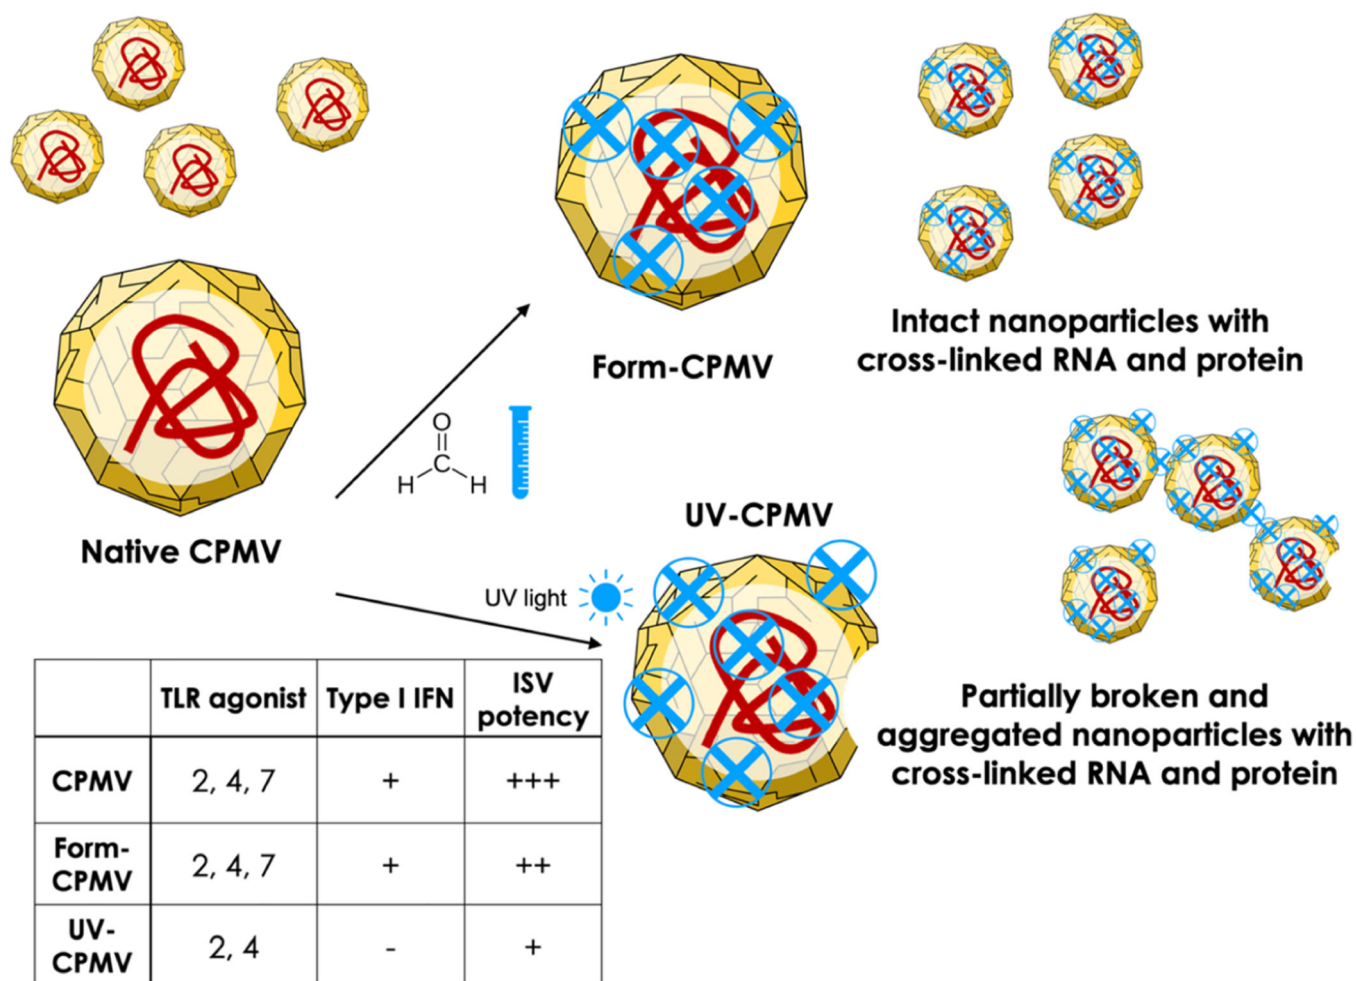 Native CPMV
O
C
H H
Form-CPMV
Intact nanoparticles with
cross-linked RNA and protein
UV light
UV-CPMV
Partially broken and
aggregated nanoparticles with
cross-linked RNA and protein
TLR agonist Type I IFN ISV
potency
CPMV 2, 4, 7 + +++
Form-
CPMV 2, 4, 7 + ++
UV-
CPMV 2, 4 - +